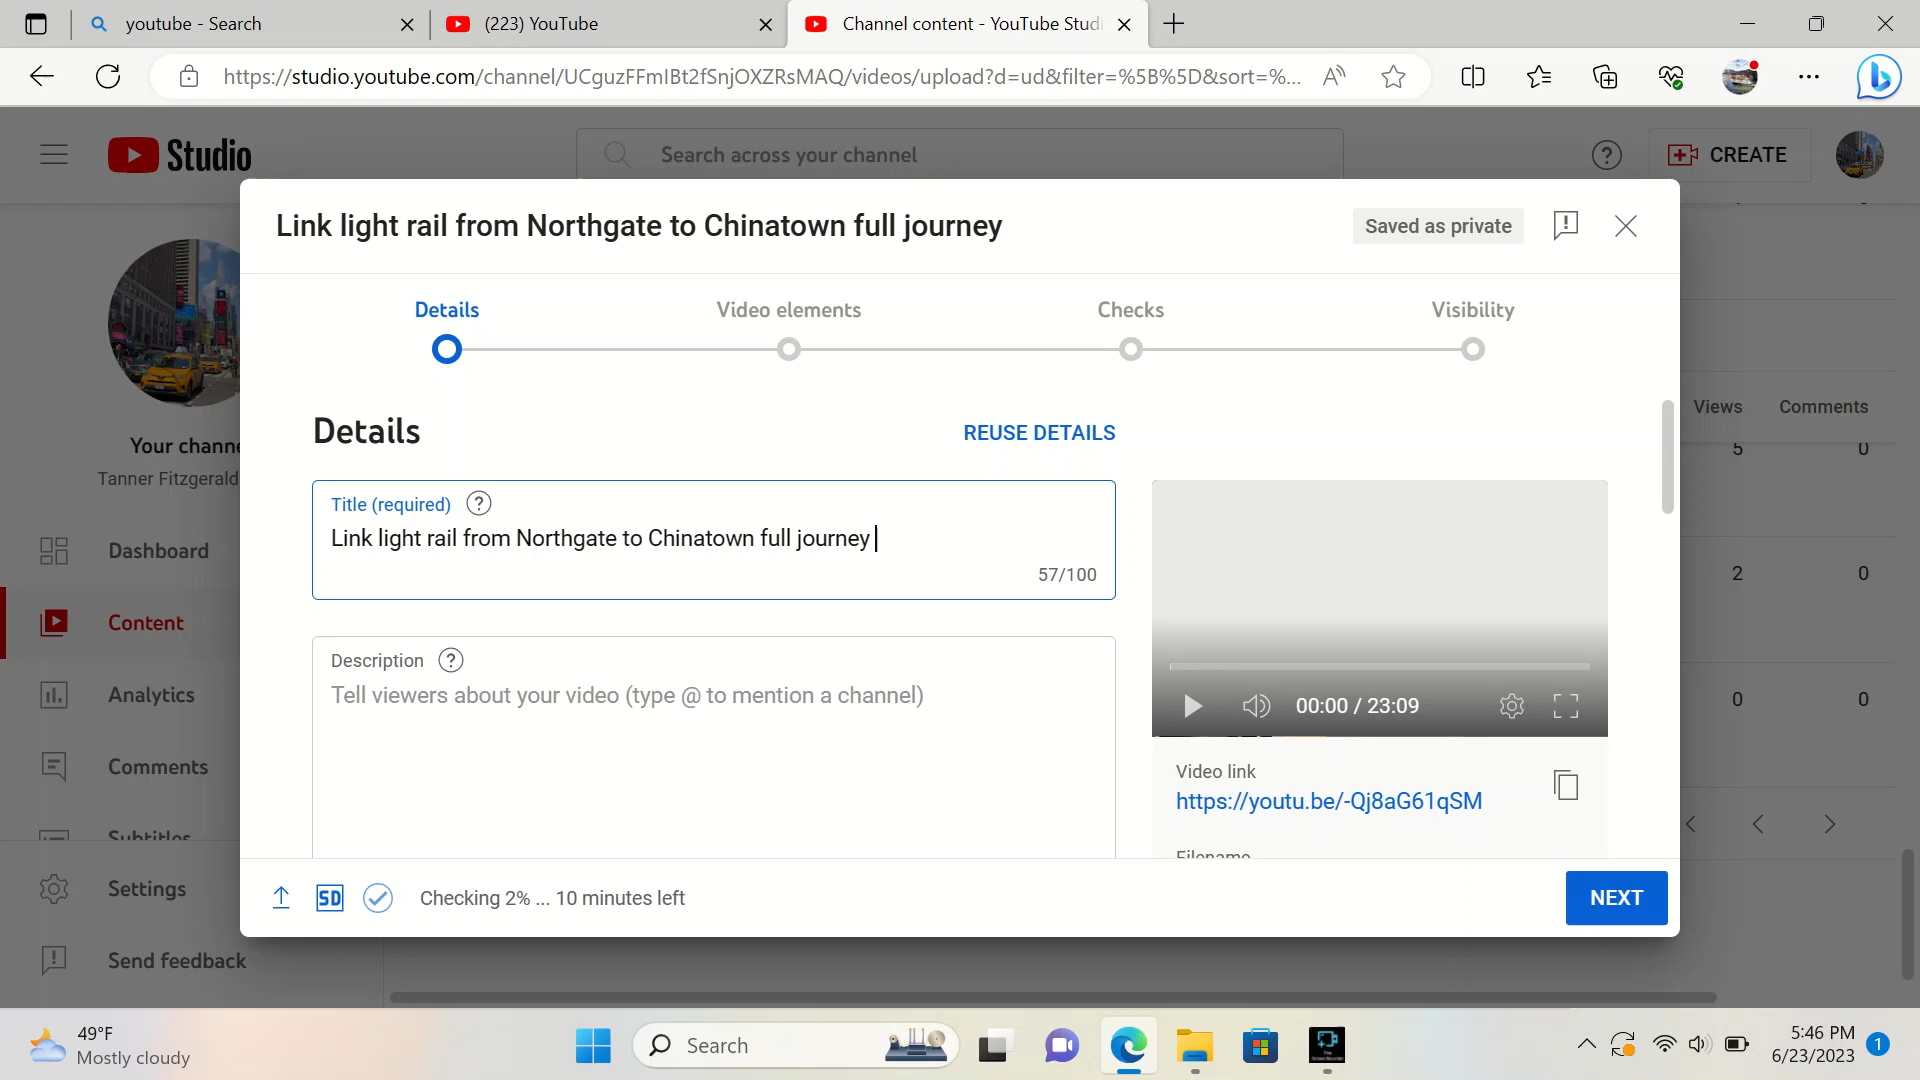 youtube - Search
(223) YouTube
Channel content - YouTube Studi
https://studio.youtube.com/channel/UCguzFFmIBt2fSnjOXZRsMAQ/videos/upload?d=ud&filter=%5B%5D&sort=%...
Studio
Search across your channel
CREATE
Link light rail from Northgate to Chinatown full journey
Saved as private
Details
Video elements
Checks
Visibility
Details
REUSE DETAILS
Title (required)
Link light rail from Northgate to Chinatown full journey
57/100
Description
Tell viewers about your video (type @ to mention a channel)
00:00 / 23:09
Video link
https://youtu.be/-Qj8aG61qSM
Filename
SD
Checking 2% ... 10 minutes left
NEXT
Your channe
Tanner Fitzgerald
Dashboard
Content
Analytics
Comments
Subtitles
Settings
Send feedback
Views
Comments
5
0
2
0
0
0
49°F
Mostly cloudy
Search
5:46 PM
6/23/2023
1